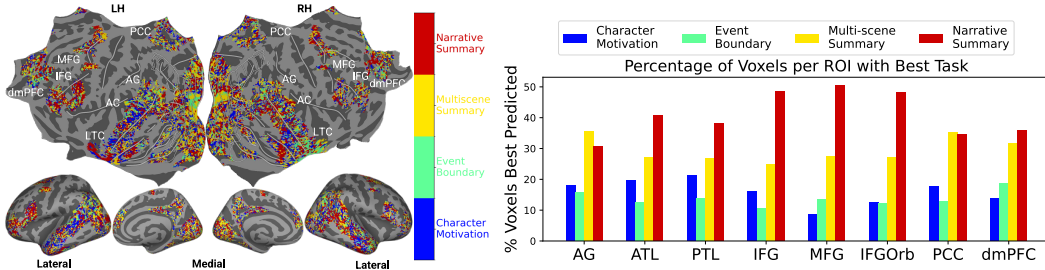 LH
RH
PCC
PCC
MFG
MFG
IFG
IFG
dmPFC
dmPFC
AG
AG
AC
AC
LTC
LTC
Lateral
Medial
Lateral
Narrative
Summary
Multiscene
Summary
Event
Boundary
Character
Motivation
Character
Motivation
Event
Boundary
Multi-scene
Summary
Narrative
Summary
Percentage of Voxels per ROI with Best Task
% Voxels Best Predicted
50
40
30
20
10
0
AG ATL PTL IFG MFG IFGOrb PCC dmPFC